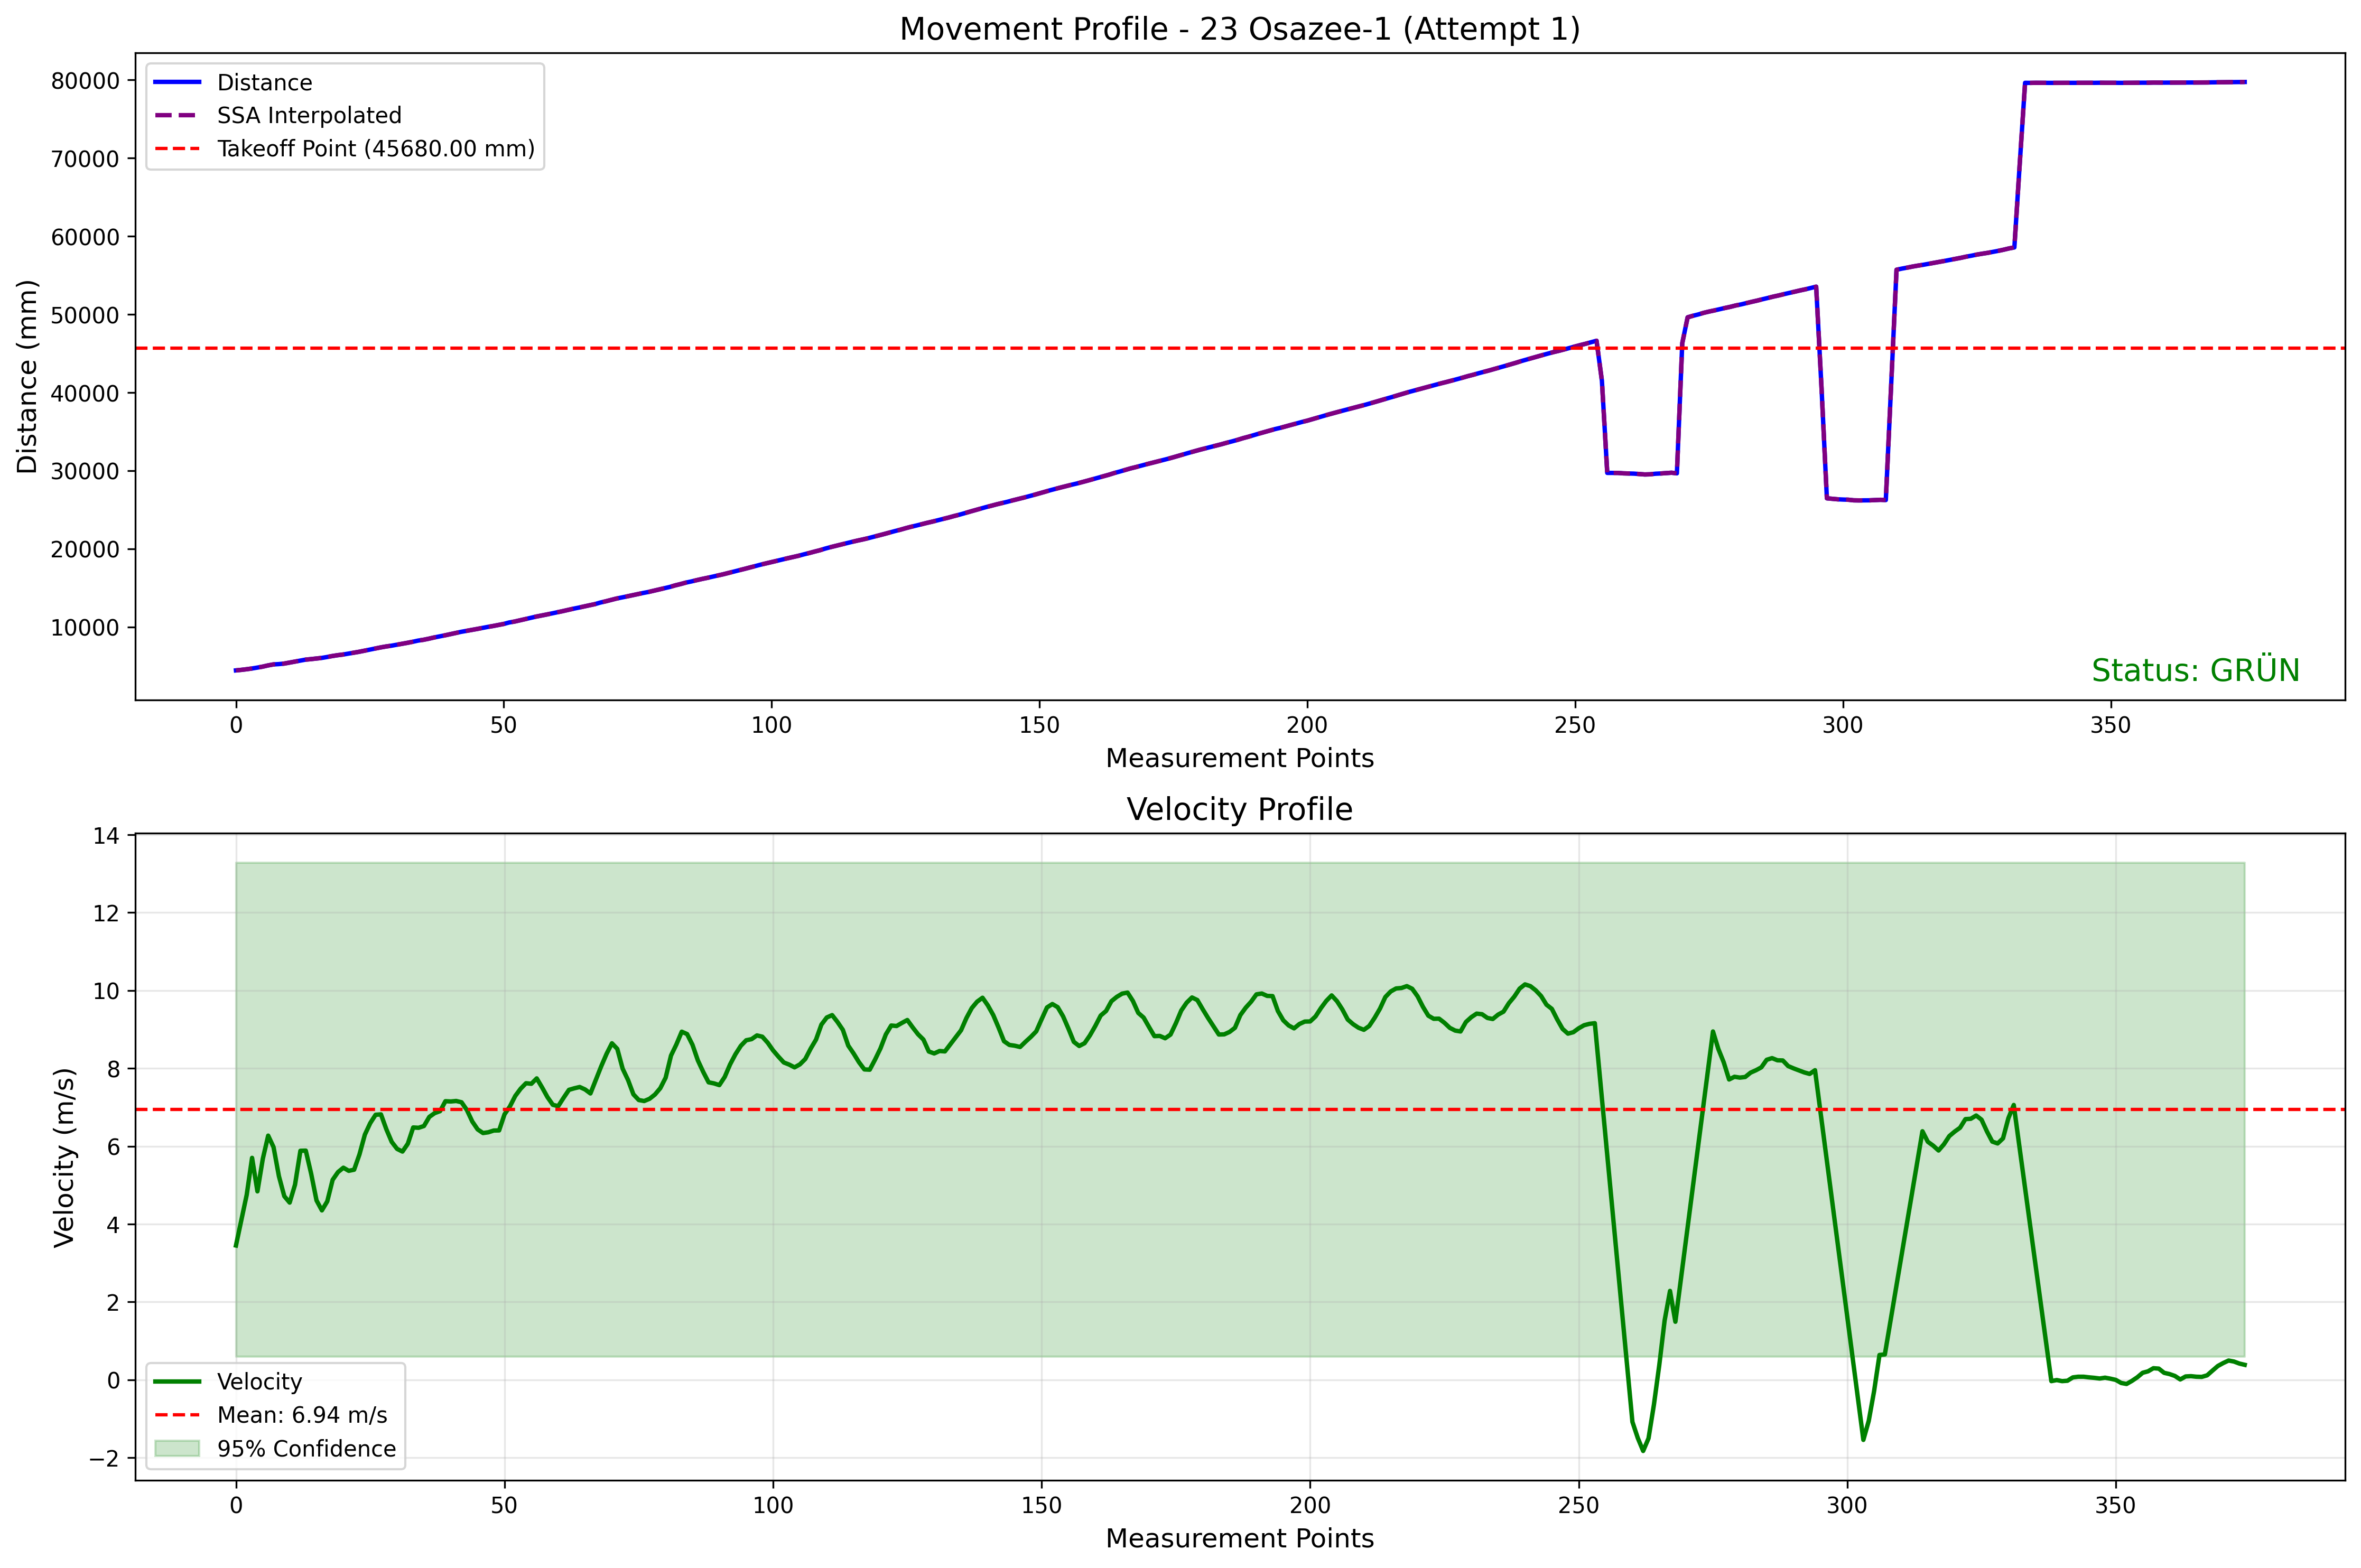 Movement Profile - 23 Osazee-1 (Attempt 1)
Distance (mm)
80000
70000
60000
50000
40000
30000
20000
10000
Distance
SSA Interpolated
Takeoff Point (45680.00 mm)
Status: GRÜN
0 50 100 150 200 250 300 350
Measurement Points
Velocity Profile
Velocity (m/s)
14
12
10
8
6
4
2
0
−2
Velocity
Mean: 6.94 m/s
95% Confidence
0 50 100 150 200 250 300 350
Measurement Points